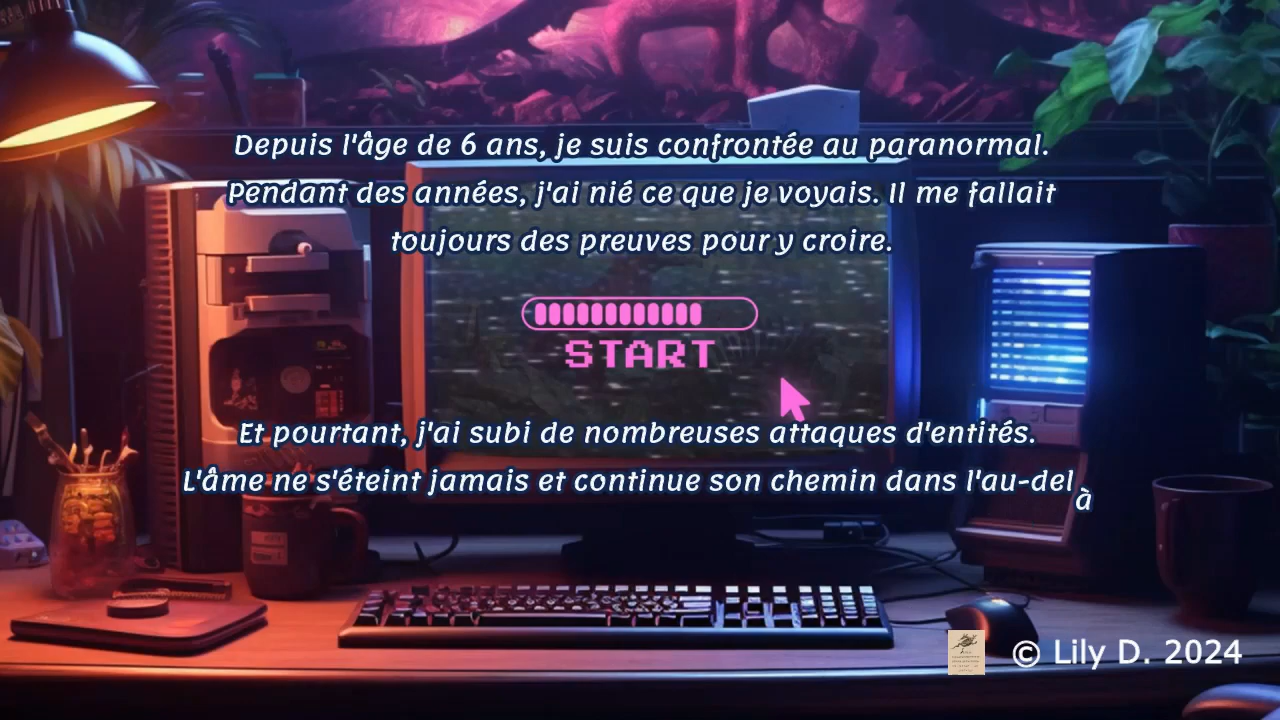 Depuis l'âge de 6 ans, je suis confrontée au paranormal.
Pendant des années, j'ai nié ce que je voyais. Il me fallait
toujours des preuves pour y croire.
START
Et pourtant, j'ai subi de nombreuses attaques d'entités.
L'âme ne s'éteint jamais et continue son chemin dans l'au-delà
© Lily D. 2024